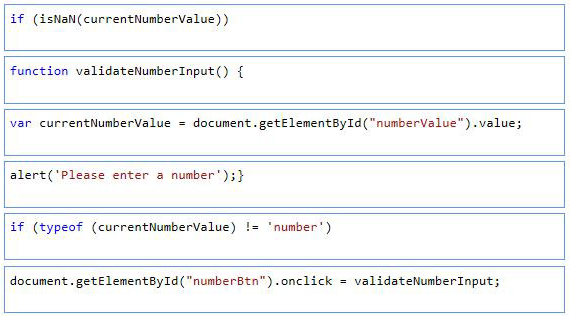 if (isNaN(currentNumberValue))
function validateNumberInput() {
var currentNumberValue = document.getElementById("numberValue").value;
alert('Please enter a number');}
if (typeof (currentNumberValue) != 'number')
document.getElementById("numberBtn").onclick = validateNumberInput;